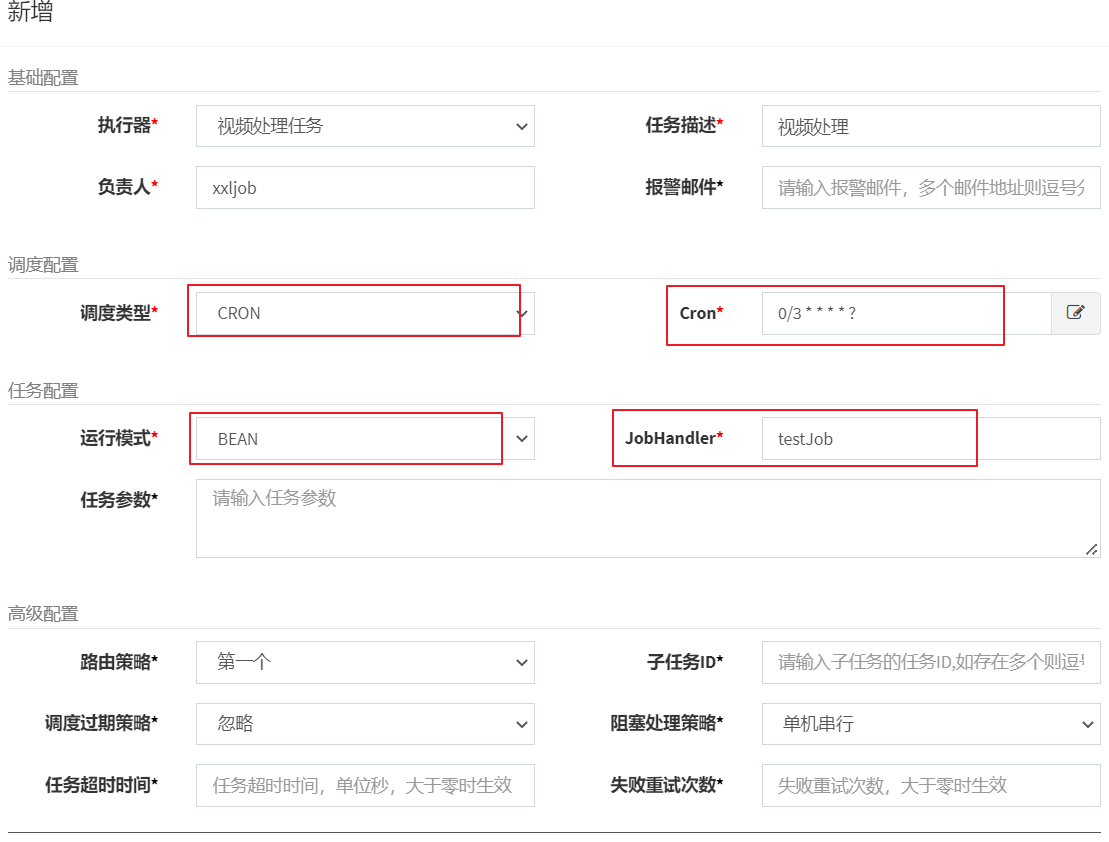 新增
基础配置
执行器* 视频处理任务 任务描述* 视频处理
负责人* xxljob 报警邮件* 请输入报警邮件，多个邮件地址则逗号分
调度配置
调度类型* CRON Cron* 0/3 * * * * ?
任务配置
运行模式* BEAN JobHandler* testJob
任务参数* 请输入任务参数
高级配置
路由策略* 第一个 子任务ID* 请输入子任务的任务ID,如存在多个则逗号
调度过期策略* 忽略 阻塞处理策略* 单机串行
任务超时时间* 任务超时时间，单位秒，大于零时生效 失败重试次数* 失败重试次数，大于零时生效